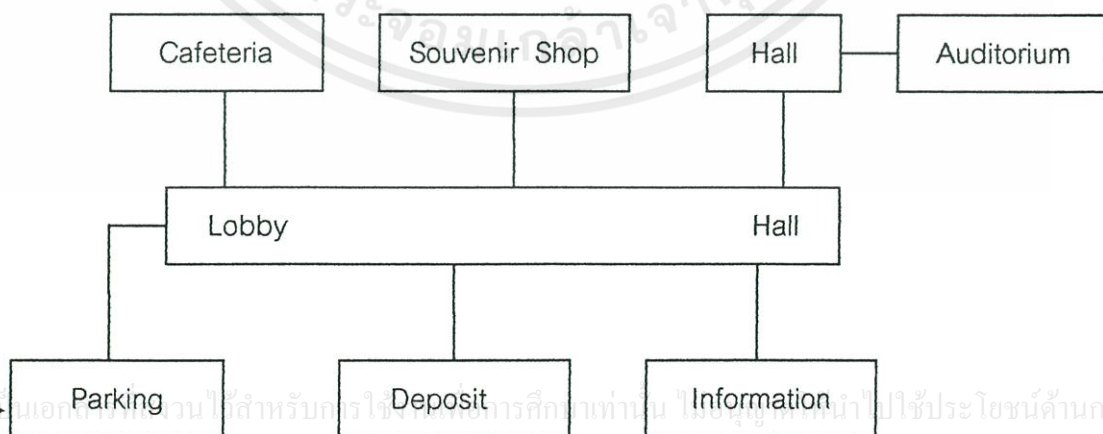 Cafeteria Souvenir Shop Hall Auditorium
Lobby Hall
Parking Deposit Information